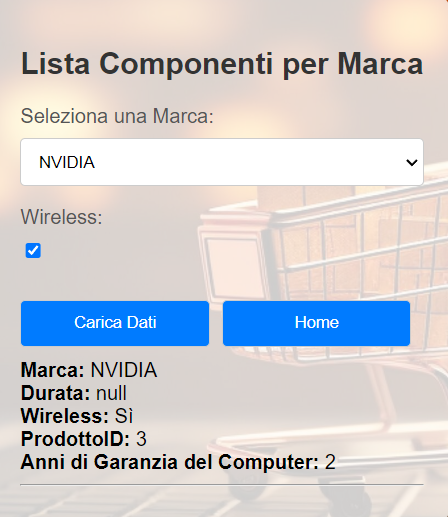 Lista Componenti per Marca
Seleziona una Marca:
NVIDIA
Wireless:
Carica Dati
Home
Marca: NVIDIA
Durata: null
Wireless: Sì
ProdottoID: 3
Anni di Garanzia del Computer: 2